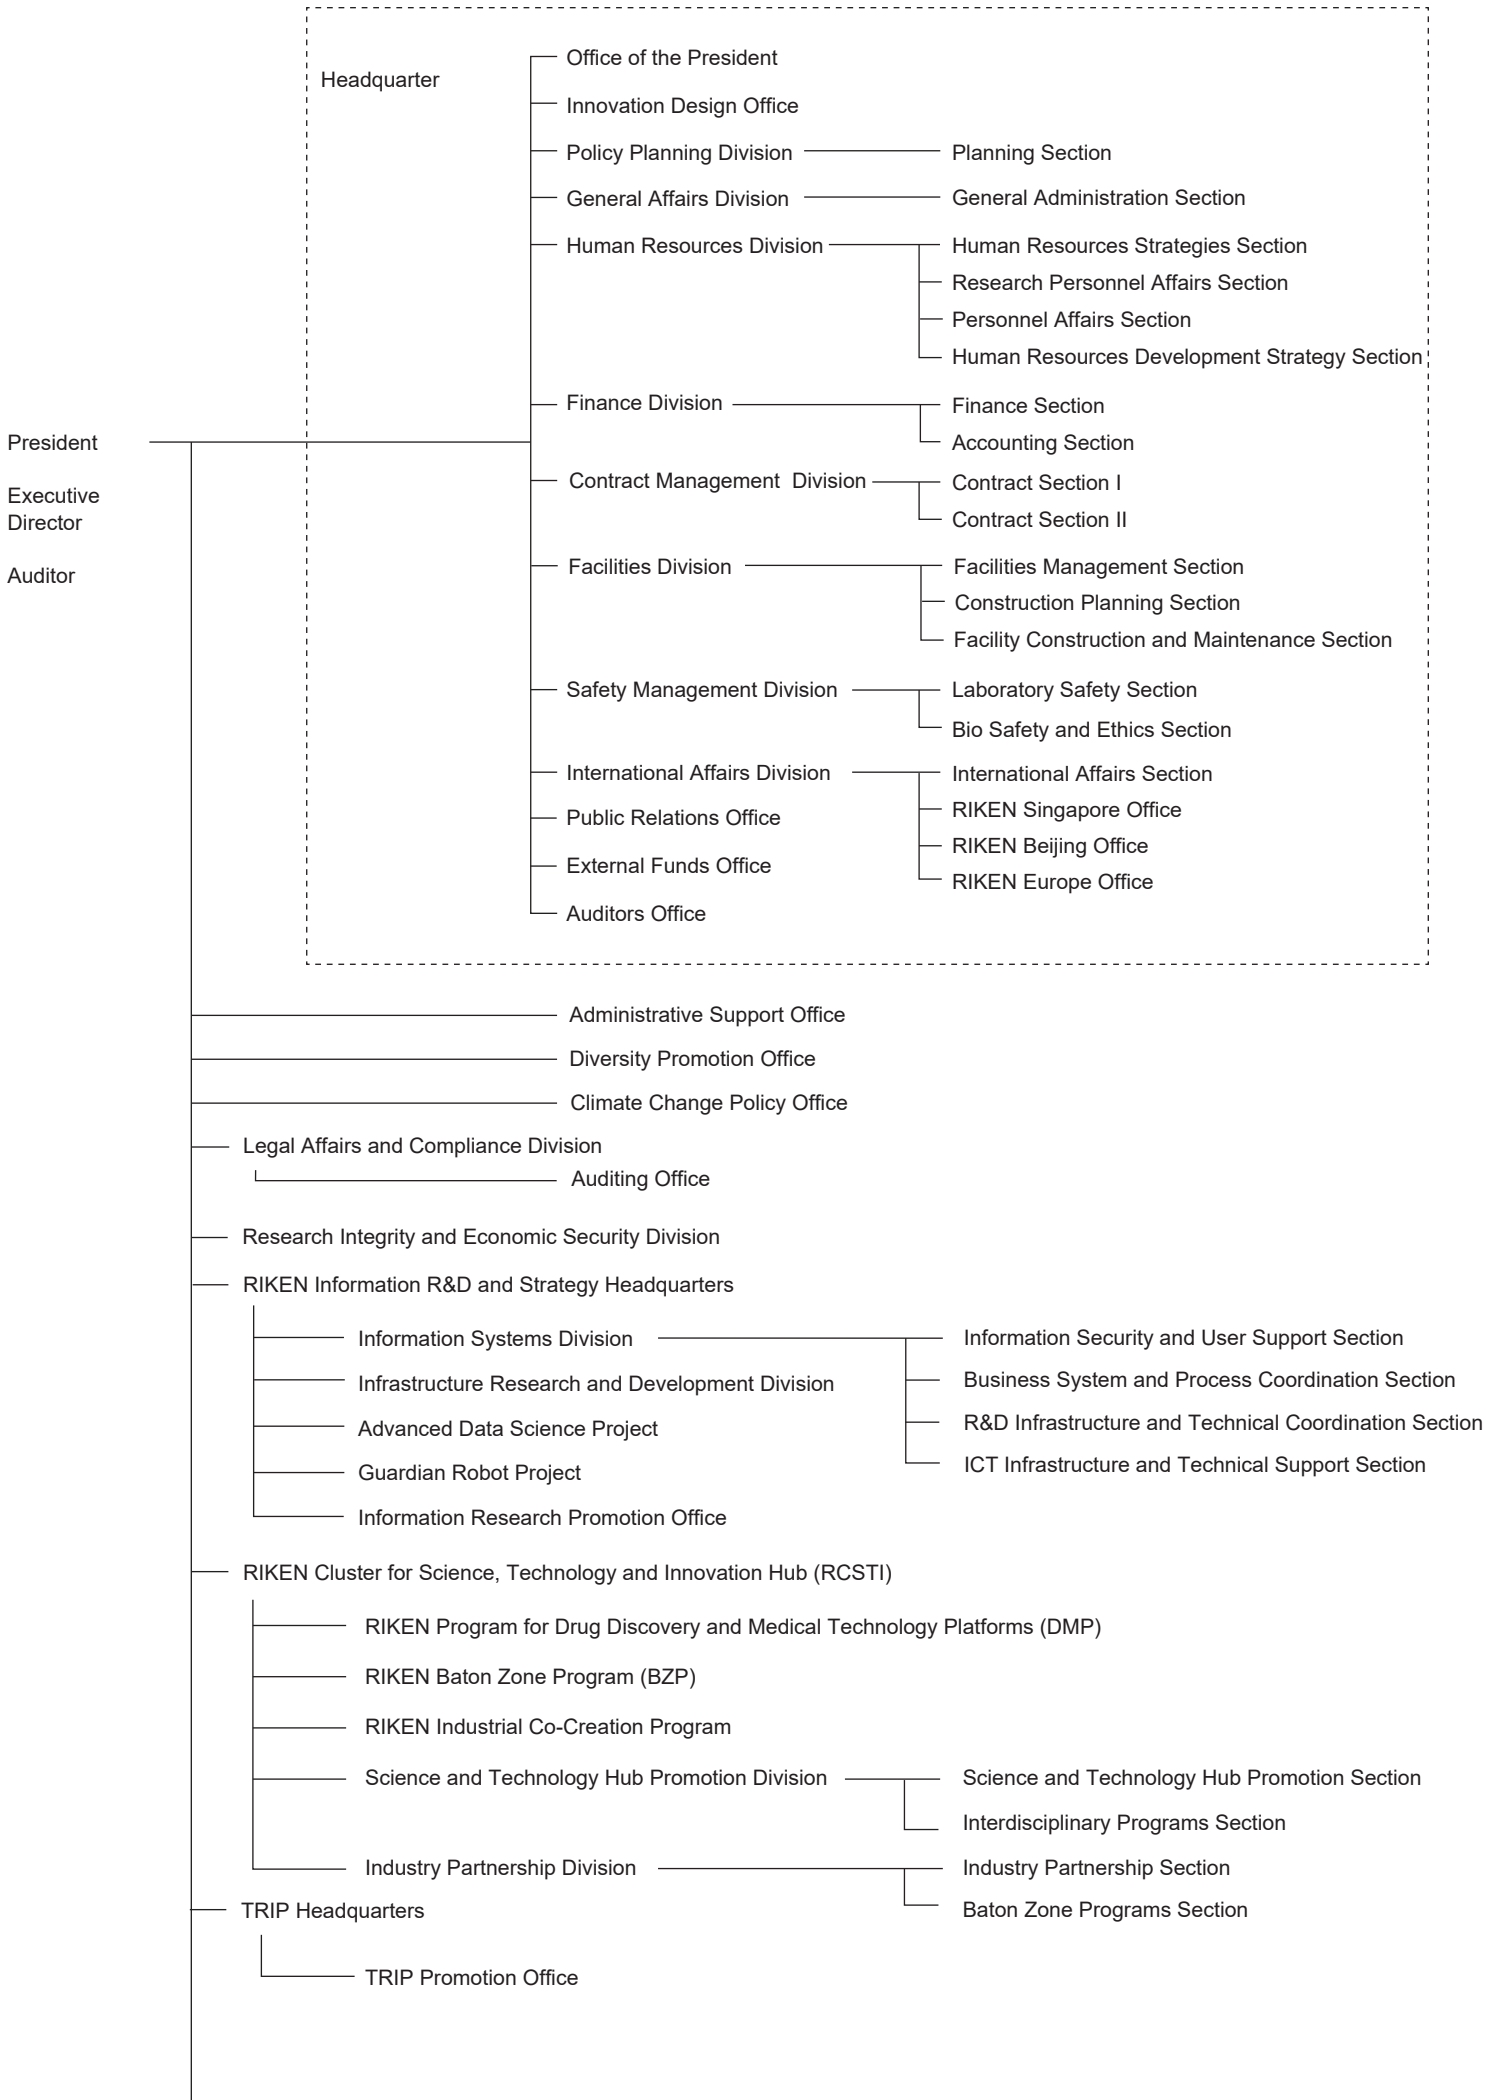 Headquarter
Office of the President
Innovation Design Office
Policy Planning Division
Planning Section
General Affairs Division
General Administration Section
Human Resources Division
Human Resources Strategies Section
Research Personnel Affairs Section
Personnel Affairs Section
Human Resources Development Strategy Section
Finance Division
Finance Section
Accounting Section
President
Executive
Director
Auditor
Contract Management Division
Contract Section I
Contract Section II
Facilities Division
Facilities Management Section
Construction Planning Section
Facility Construction and Maintenance Section
Safety Management Division
Laboratory Safety Section
Bio Safety and Ethics Section
International Affairs Division
International Affairs Section
RIKEN Singapore Office
RIKEN Beijing Office
RIKEN Europe Office
Public Relations Office
External Funds Office
Auditors Office
Administrative Support Office
Diversity Promotion Office
Climate Change Policy Office
Legal Affairs and Compliance Division
Auditing Office
Research Integrity and Economic Security Division
RIKEN Information R&D and Strategy Headquarters
Information Systems Division
Information Security and User Support Section
Business System and Process Coordination Section
R&D Infrastructure and Technical Coordination Section
ICT Infrastructure and Technical Support Section
Infrastructure Research and Development Division
Advanced Data Science Project
Guardian Robot Project
Information Research Promotion Office
RIKEN Cluster for Science, Technology and Innovation Hub (RCSTI)
RIKEN Program for Drug Discovery and Medical Technology Platforms (DMP)
RIKEN Baton Zone Program (BZP)
RIKEN Industrial Co-Creation Program
Science and Technology Hub Promotion Division
Science and Technology Hub Promotion Section
Interdisciplinary Programs Section
Industry Partnership Division
Industry Partnership Section
Baton Zone Programs Section
TRIP Headquarters
TRIP Promotion Office